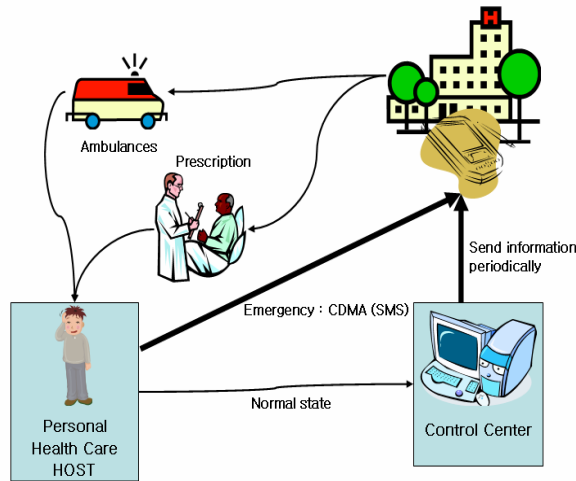 H
Ambulances
Prescription
Send information
periodically
Emergency : CDMA (SMS)
Normal state
Personal
Health Care
HOST
Control Center